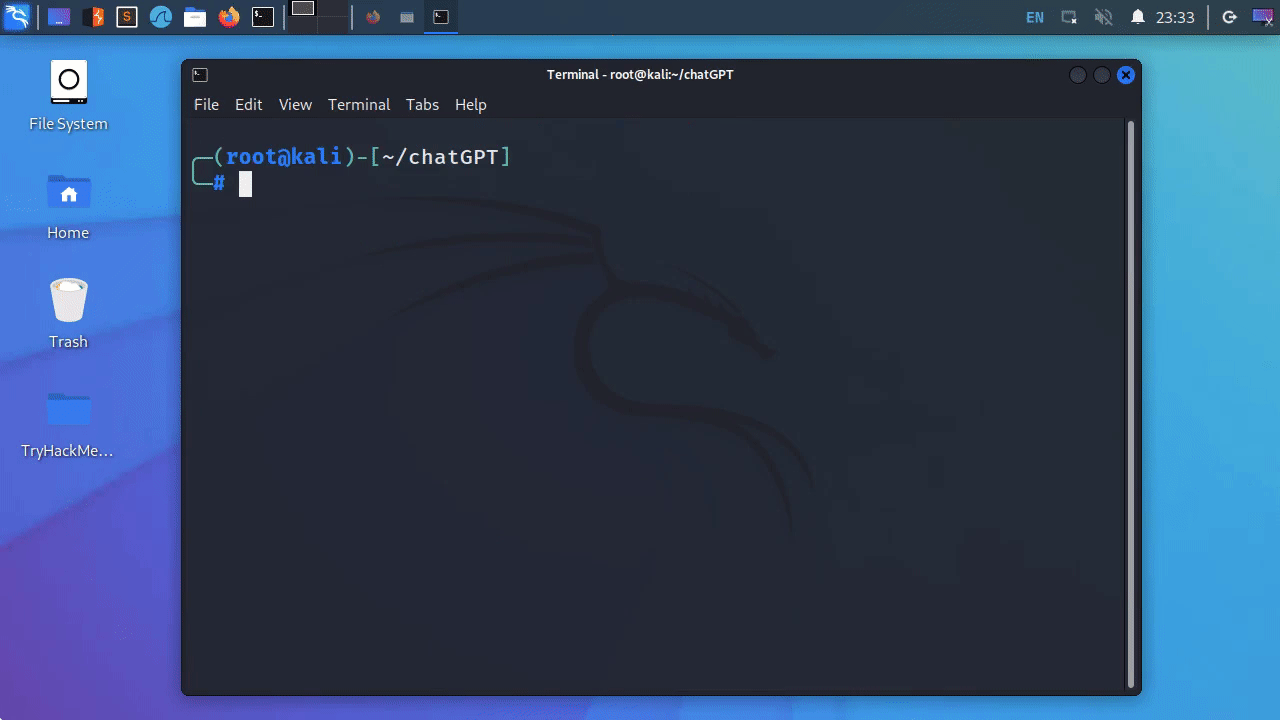 EN 23:33
Terminal - root@kali:~/chatGPT
File Edit View Terminal Tabs Help
(root@kali)-[~/chatGPT]
#
File System
Home
Trash
TryHackMe...